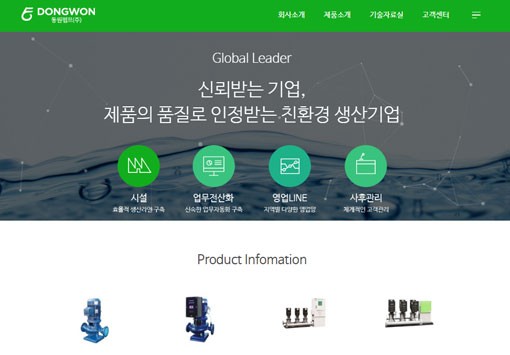 DONGWON
동원펌프(주)
회사소개 제품소개 기술자료실 고객센터
Global Leader
신뢰받는 기업,
제품의 품질로 인정받는 친환경 생산기업
시설 업무전산화 영업LINE 사후관리
효율적 생산라인 구축 신속한 업무자동화 구축 지역별 다양한 영업망 체계적인 고객관리
Product Infomation